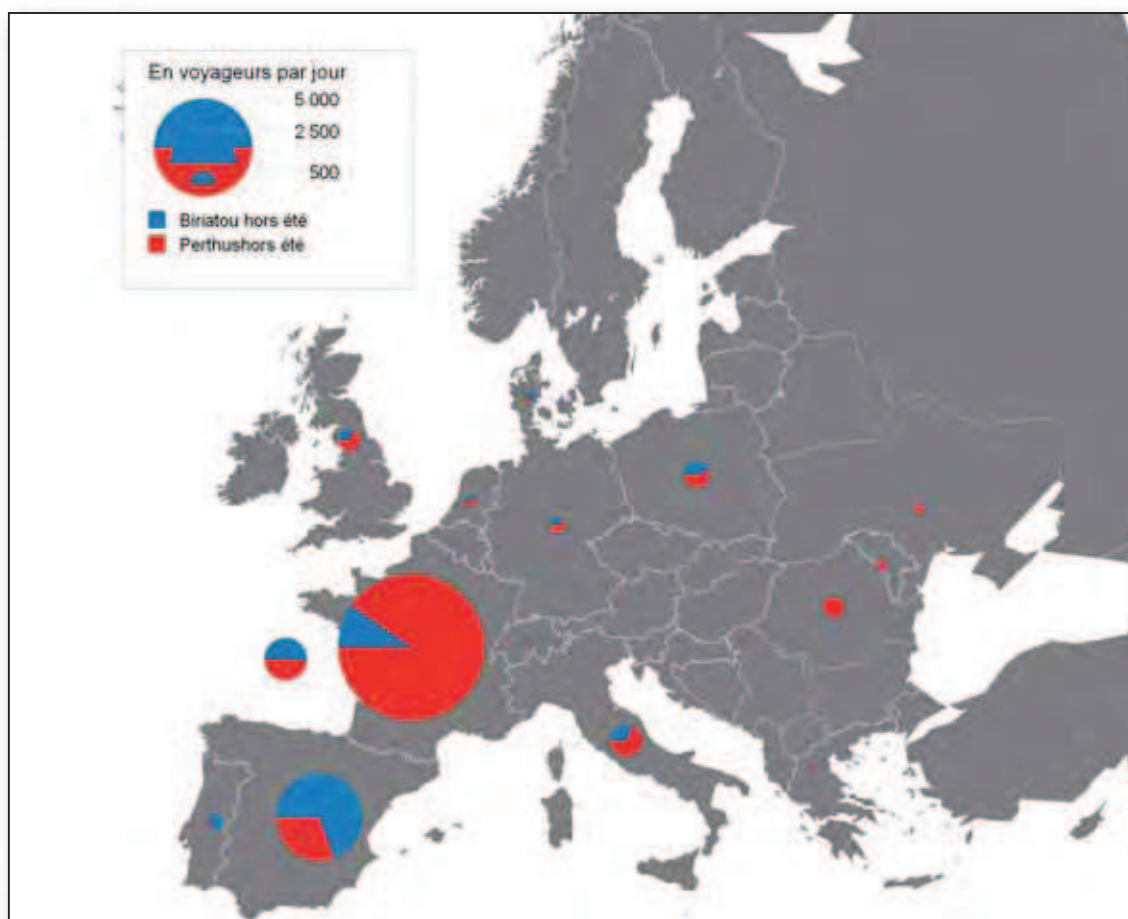 En voyageurs par jour
5 000
2 500
500
Biriatou hors été
Perthushors été